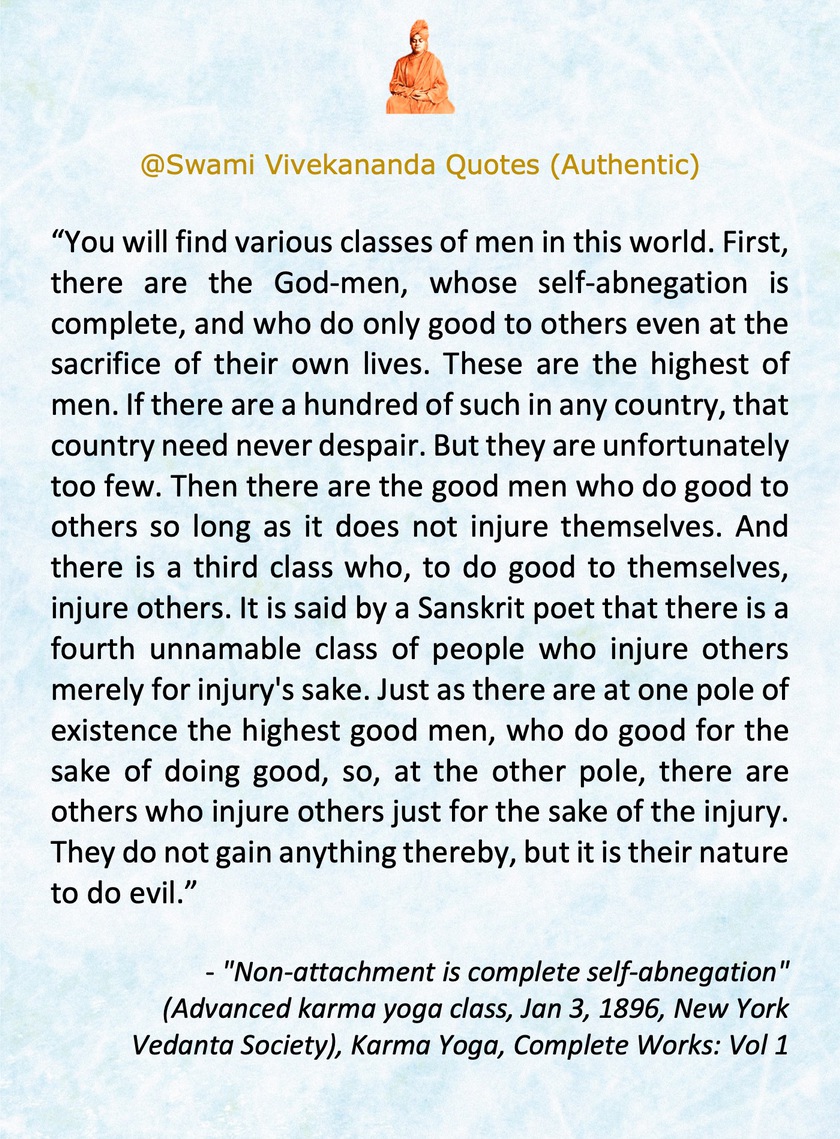 @Swami Vivekananda Quotes (Authentic)
“You will find various classes of men in this world. First,
there are the God-men, whose self-abnegation is
complete, and who do only good to others even at the
sacrifice of their own lives. These are the highest of
men. If there are a hundred of such in any country, that
country need never despair. But they are unfortunately
too few. Then there are the good men who do good to
others so long as it does not injure themselves. And
there is a third class who, to do good to themselves,
injure others. It is said by a Sanskrit poet that there is a
fourth unnamable class of people who injure others
merely for injury's sake. Just as there are at one pole of
existence the highest good men, who do good for the
sake of doing good, so, at the other pole, there are
others who injure others just for the sake of the injury.
They do not gain anything thereby, but it is their nature
to do evil.”
- "Non-attachment is complete self-abnegation"
(Advanced karma yoga class, Jan 3, 1896, New York
Vedanta Society), Karma Yoga, Complete Works: Vol 1